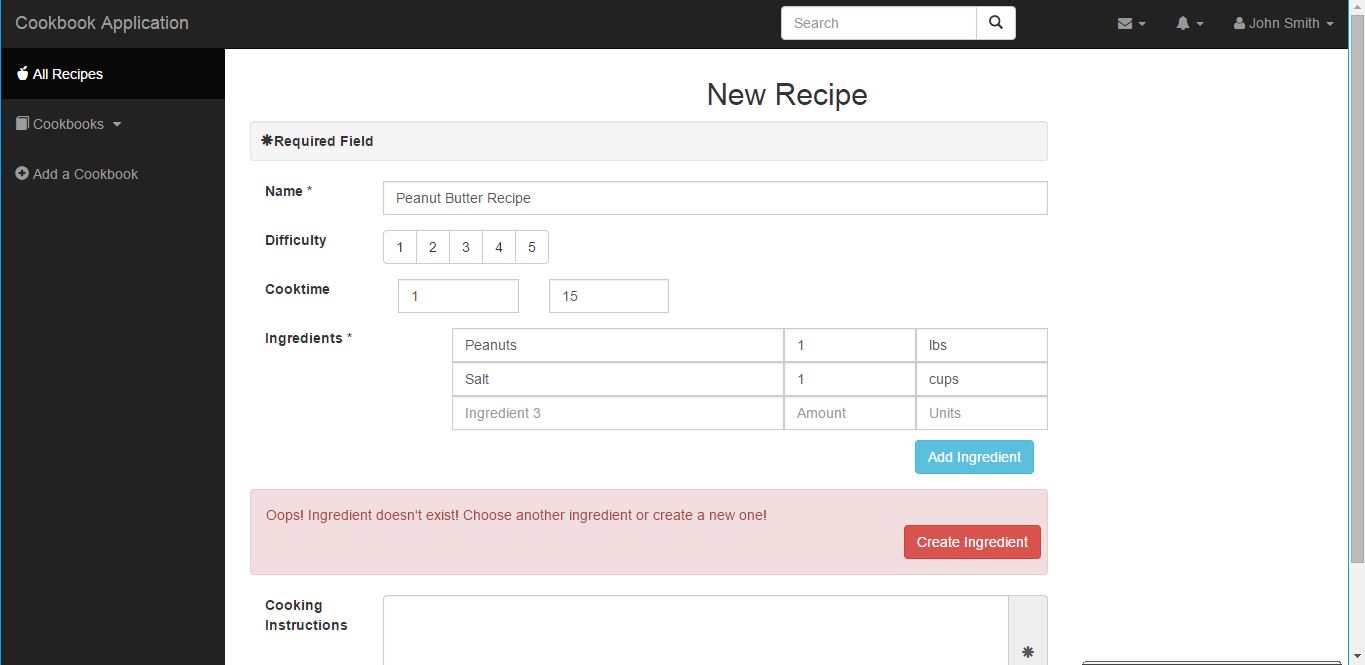 Cookbook Application
Search
John Smith
All Recipes
Cookbooks
Add a Cookbook
New Recipe
✱Required Field
Name *
Peanut Butter Recipe
Difficulty
1 2 3 4 5
Cooktime
1 15
Ingredients *
Peanuts 1 lbs
Salt 1 cups
Ingredient 3 Amount Units
Add Ingredient
Oops! Ingredient doesn't exist! Choose another ingredient or create a new one!
Create Ingredient
Cooking
Instructions
✱